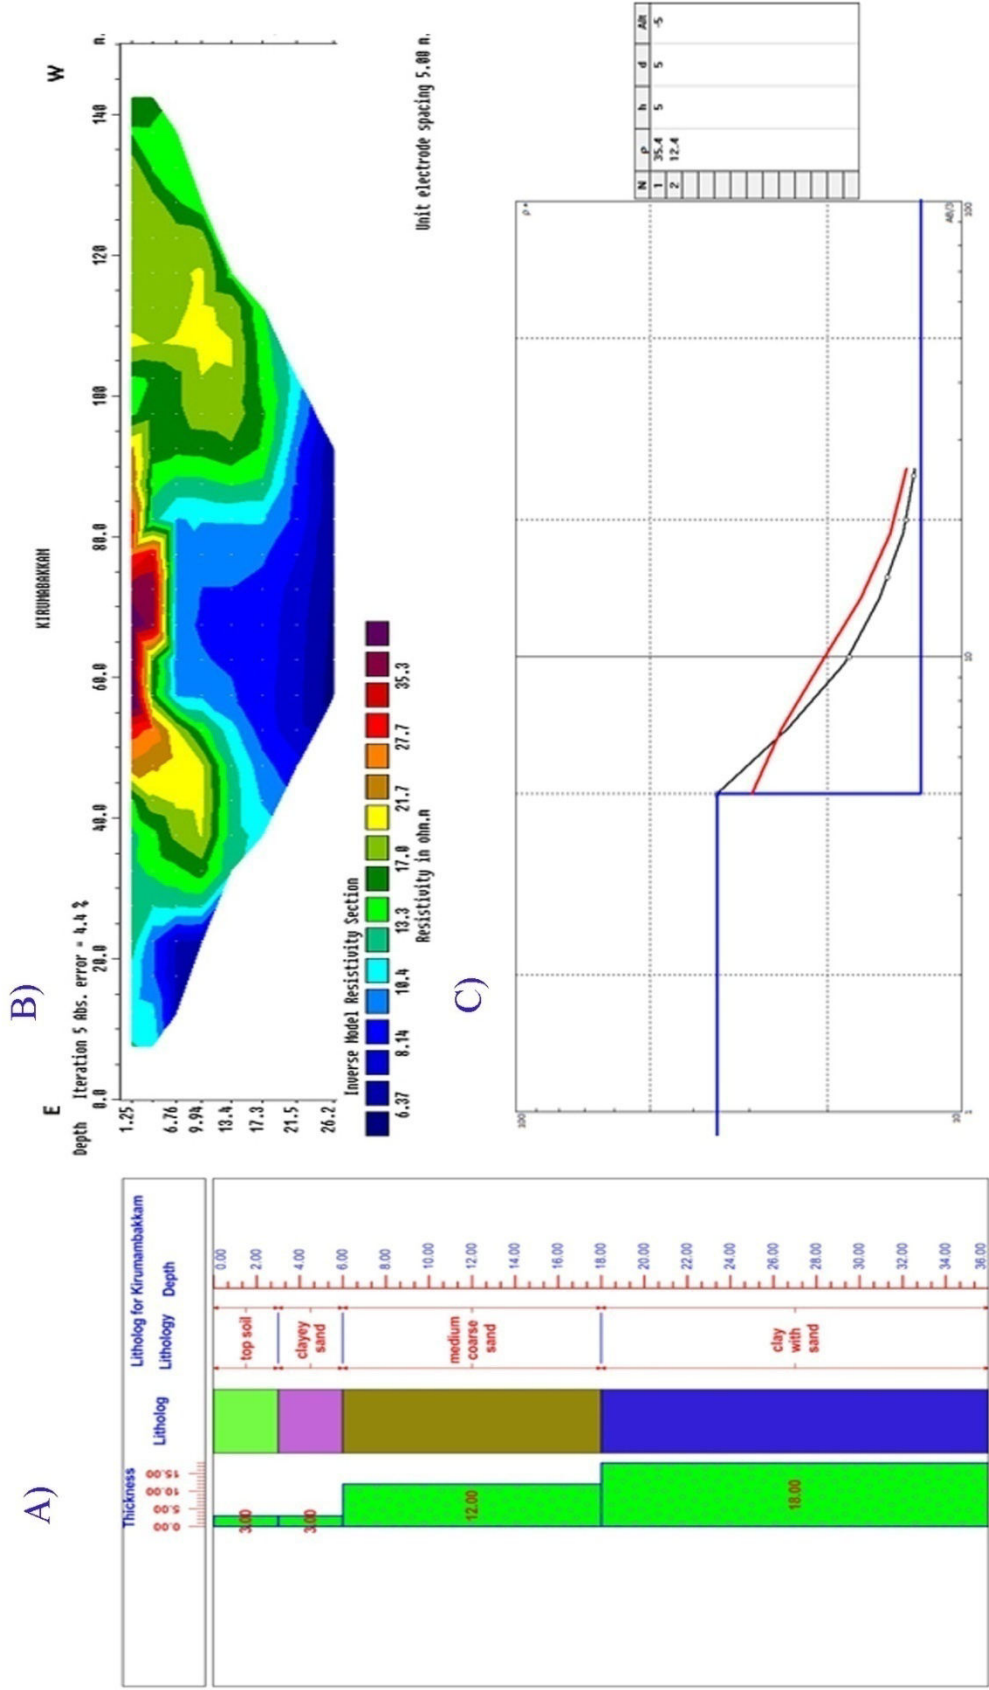 A)
Litholog for Kirumambakkam
Thickness
Litholog
Lithology
Depth
0.00
5.00
10.00
15.00
3.00
3.00
12.00
18.00
top soil
clayey
sand
medium
coarse
sand
clay
with
sand
0.00
2.00
4.00
6.00
8.00
10.00
12.00
14.00
16.00
18.00
20.00
22.00
24.00
26.00
28.00
30.00
32.00
34.00
36.00
B)
E
KIRUMABAKKAM
W
Depth Iteration 5 Abs. error = 4.4 %
0.0 20.0 40.0 60.0 80.0 100 120 140 m.
1.25
6.76
9.94
13.4
17.3
21.5
26.2
Inverse Model Resistivity Section
6.37 8.14 10.4 13.3 17.0 21.7 27.7 35.3
Resistivity in ohm.m
Unit electrode spacing 5.00 m.
C)
100
10
1
10
100
AB/3
N ρ h d Alt
1 35.4 5 5 -5
2 12.4